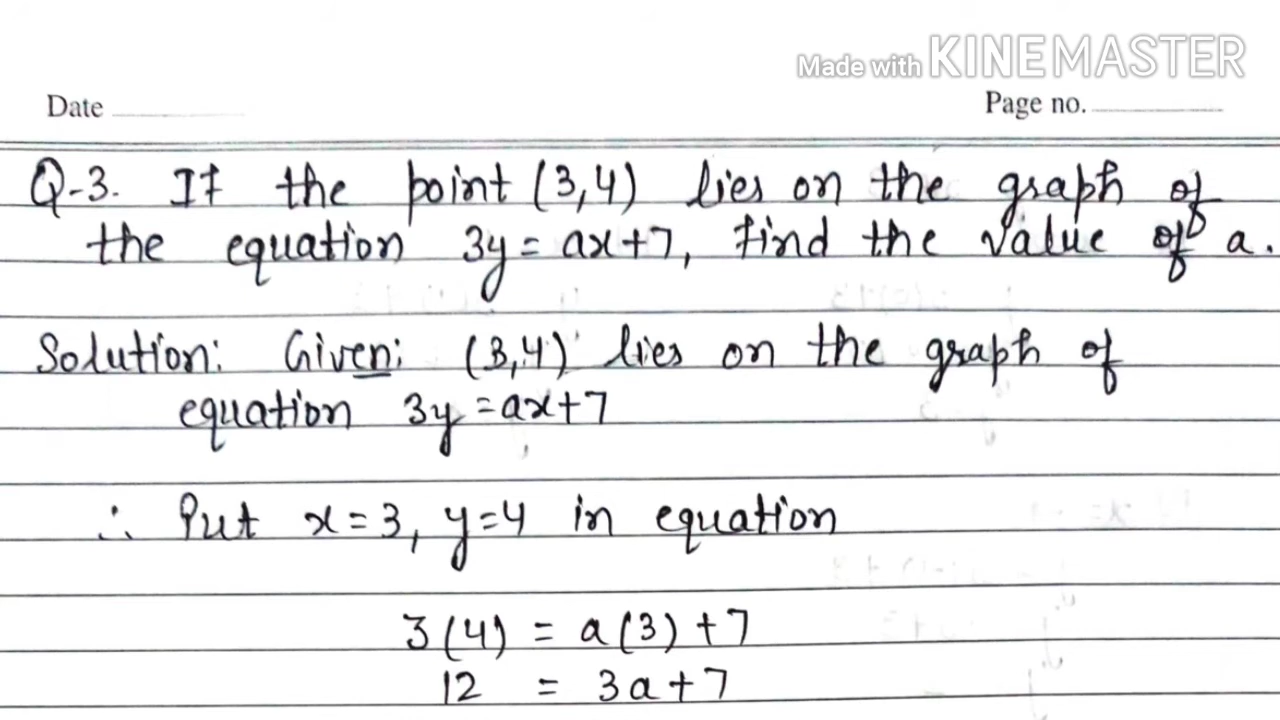 Made with KINEMASTER
Date
Page no.
Q-3. If the point (3,4) lies on the graph of
the equation 3y = ax+7, find the value of a.
Solution: Given: (3,4) lies on the graph of
equation 3y =ax+7
∴ Put x=3, y=4 in equation
3(4) = a(3)+7
12 = 3a+7